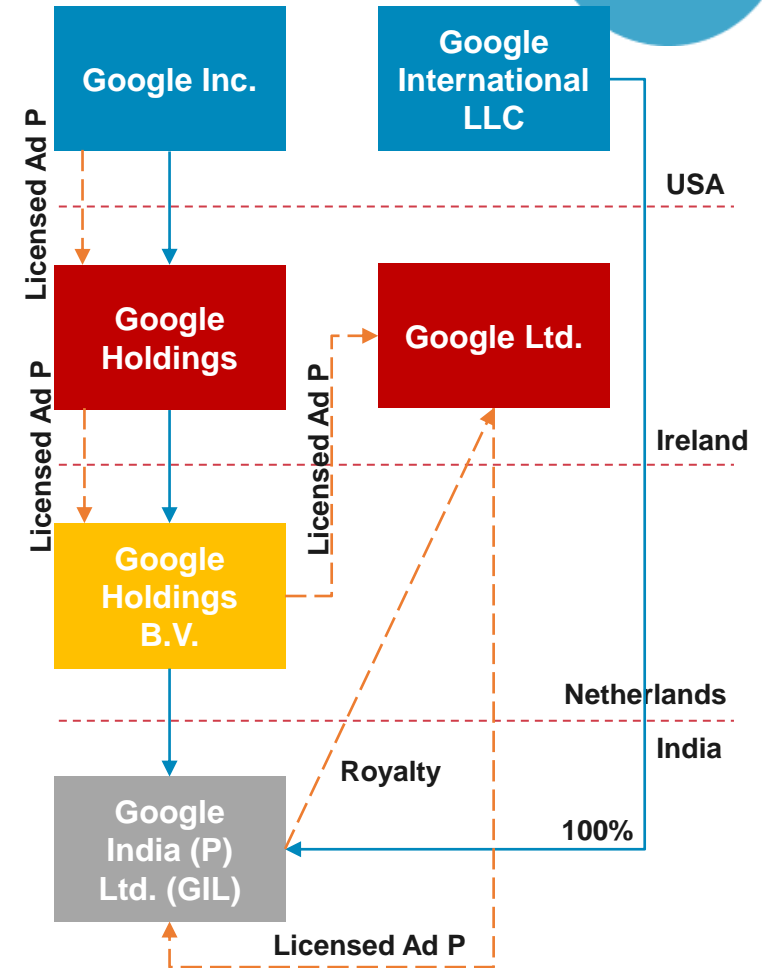 Google Inc.
Google
International
LLC
Licensed Ad P
USA
Google
Holdings
Google Ltd.
Licensed Ad P
Licensed Ad P
Ireland
Google
Holdings
B.V.
Netherlands
India
Royalty
Google
India (P)
Ltd. (GIL)
100%
Licensed Ad P